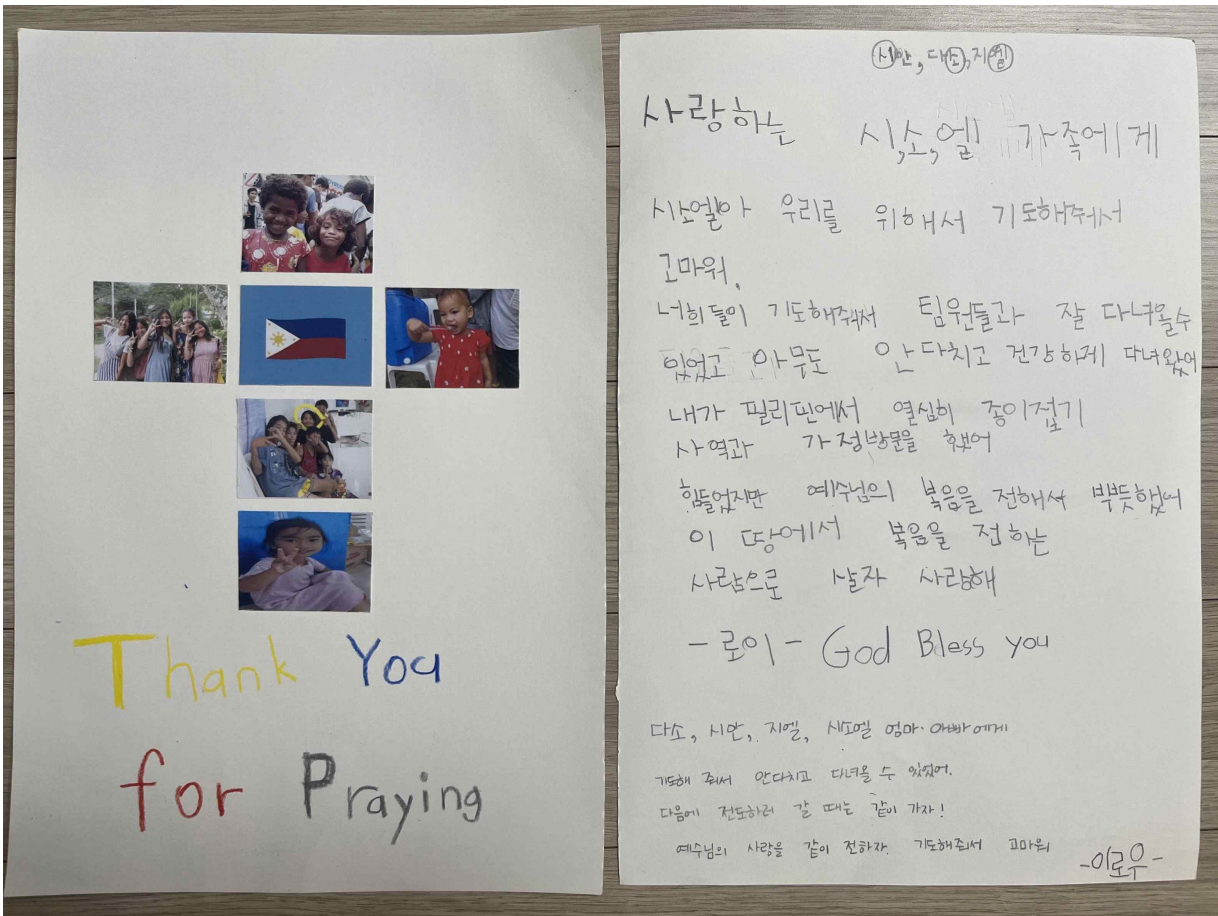 Thank You
for Praying
시안, 다소, 지엘
사랑하는 시,소,엘 가족에게
시소엘아 우리를 위해서 기도해줘서
고마워.
너희들이 기도해줘서 팀원들과 잘 다녀올수
있었고 아무도 안 다치고 건강하게 다녀왔어
내가 필리핀에서 열심히 종이접기
사역과 가정방문을 했어
힘들었지만 예수님의 복음을 전해서 뿌듯했어
이 땅에서 복음을 전하는
사람으로 살자 사랑해
- 로이 - God Bless you
다소, 시안, 지엘, 시소엘 엄마·아빠에게
기도해 줘서 안다치고 다녀올 수 있었어.
다음에 전도하러 갈 때는 같이 가자!
예수님의 사랑을 같이 전하자. 기도해줘서 고마워
-이로우-